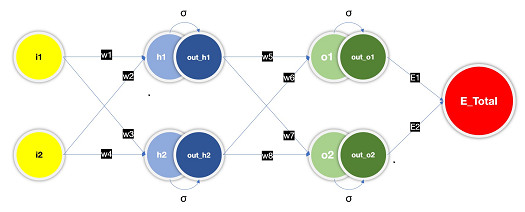 σ σ
i1 w1 h1 out_h1 w5 o1 out_o1 E1
w2 w6
E_Total
w3 w7 E2
i2 w4 h2 out_h2 w8 o2 out_o2
σ σ